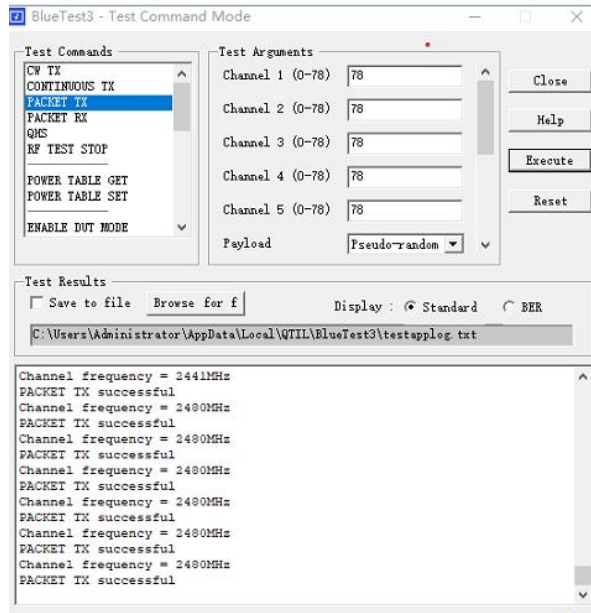 BlueTest3 - Test Command Mode
Test Commands
CW TX
CONTINUOUS TX
PACKET TX
PACKET RX
QHS
RF TEST STOP
POWER TABLE GET
POWER TABLE SET
ENABLE DUT MODE
Test Arguments
Channel 1 (0-78) 78
Channel 2 (0-78) 78
Channel 3 (0-78) 78
Channel 4 (0-78) 78
Channel 5 (0-78) 78
Payload Pseudo-random
Close
Help
Execute
Reset
Test Results
Save to file Browse for f Display : Standard BER
C:\Users\Administrator\AppData\Local\QTIL\BlueTest3\testapplog.txt
Channel frequency = 2441MHz
PACKET TX successful
Channel frequency = 2480MHz
PACKET TX successful
Channel frequency = 2480MHz
PACKET TX successful
Channel frequency = 2480MHz
PACKET TX successful
Channel frequency = 2480MHz
PACKET TX successful
Channel frequency = 2480MHz
PACKET TX successful
Channel frequency = 2480MHz
PACKET TX successful